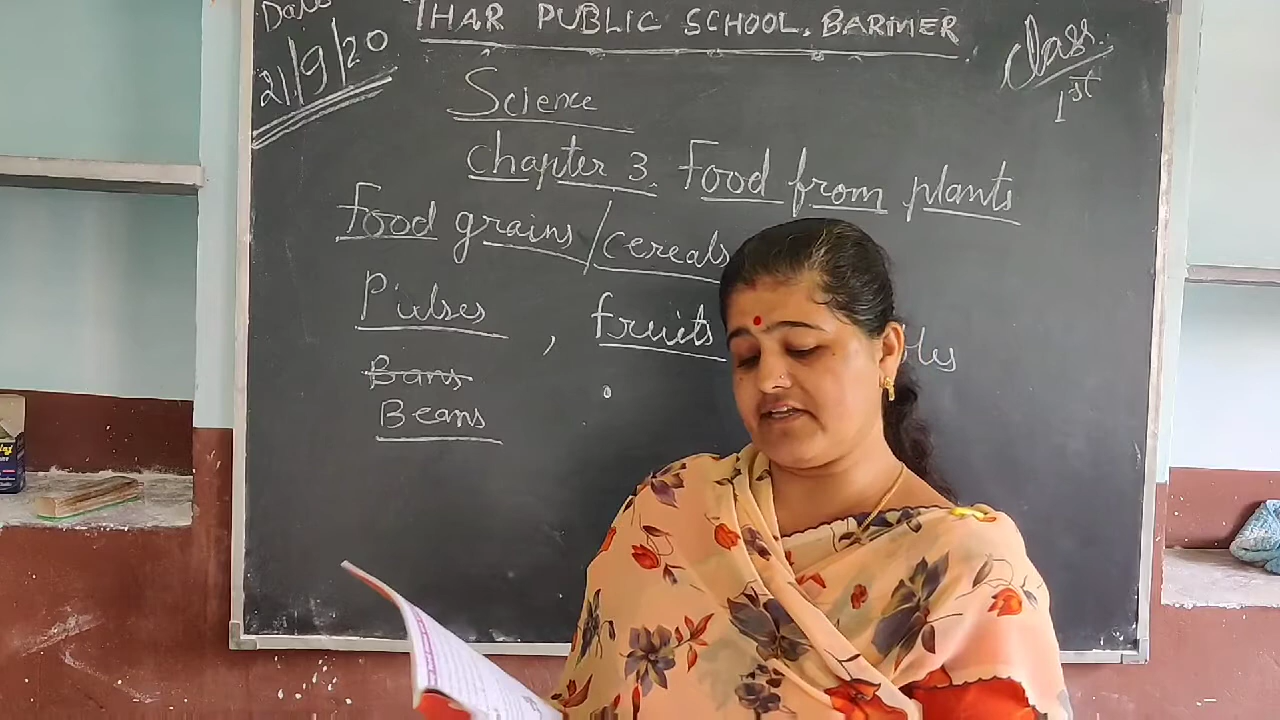 Date
21/9/20
THAR PUBLIC SCHOOL. BARMER
Class.
1st
Science
Chapter 3. Food from plants
Food grains/cereals
Pulses , fruits
Bans
Beans